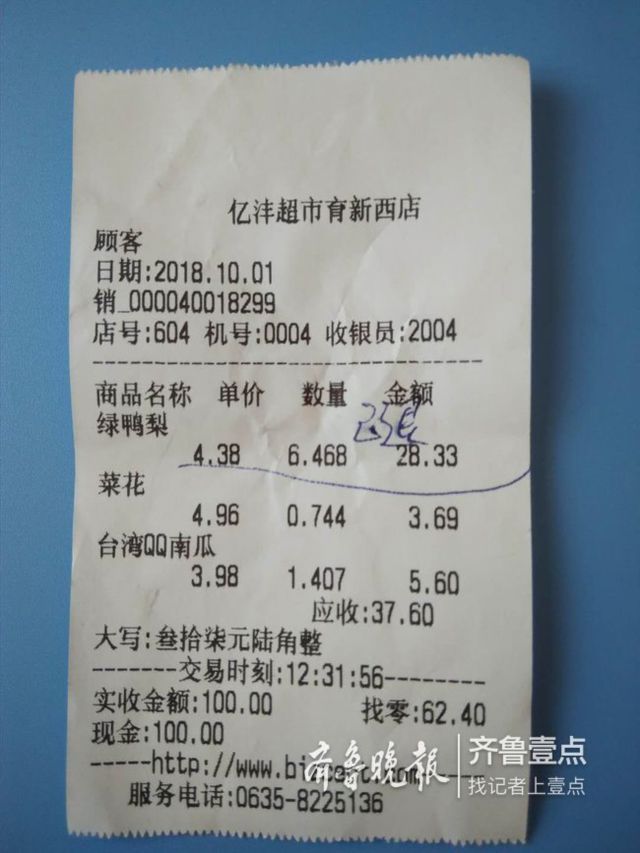 亿沣超市育新西店
顾客
日期:2018.10.01
销_000040018299
店号:604 机号:0004 收银员:2004
商品名称 单价 数量 金额
绿鸭梨
4.38 6.468 28.33
菜花
4.96 0.744 3.69
台湾QQ南瓜
3.98 1.407 5.60
应收:37.60
大写:叁拾柒元陆角整
-------交易时刻:12:31:56--------
实收金额:100.00 找零:62.40
现金:100.00
-----http://www.
服务电话:0635-8225136
齐鲁晚报
齐鲁壹点
找记者上壹点